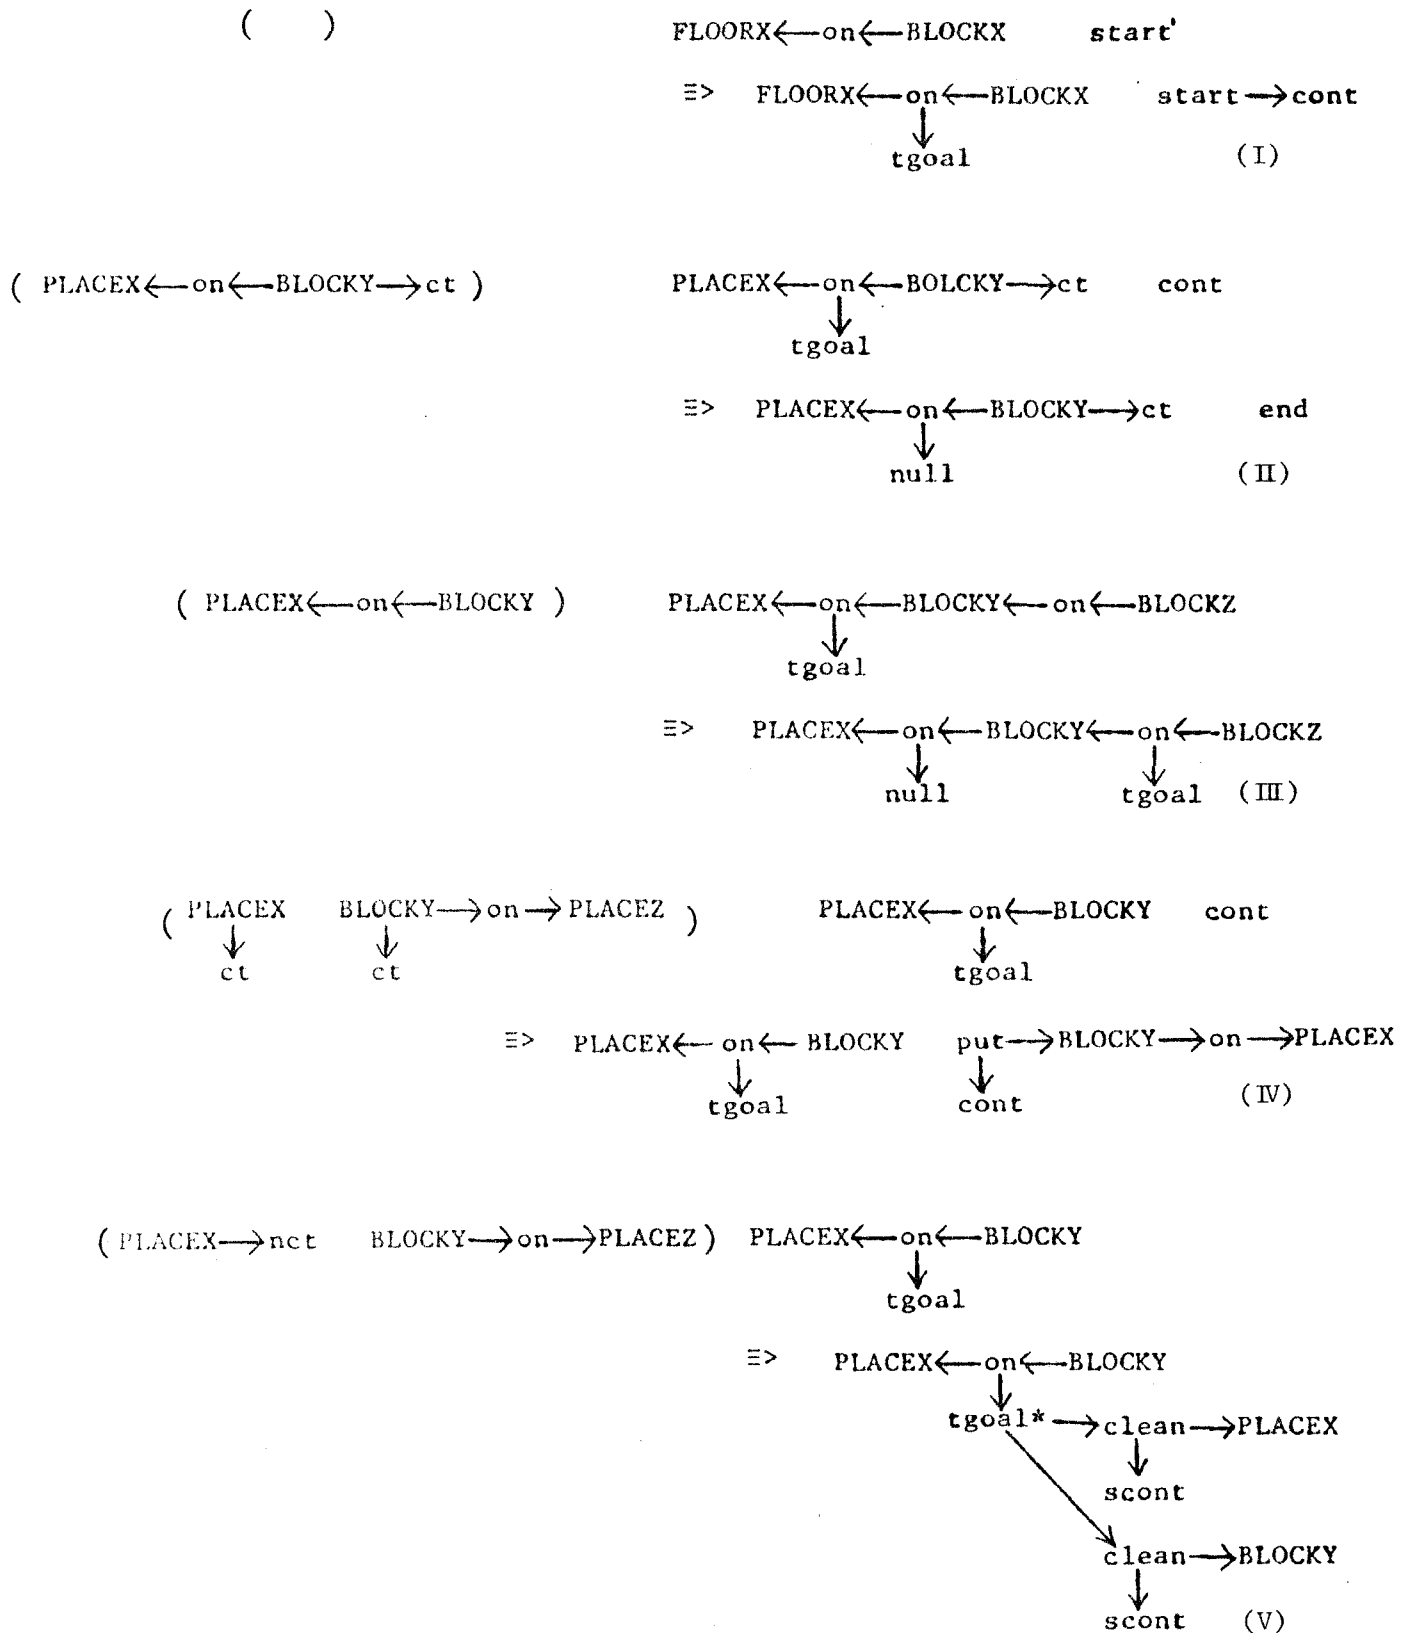 ( ) FLOORX←on←BLOCKX start'
≡> FLOORX←on←BLOCKX start→cont
↓
tgoal (I)
( PLACEX←on←BLOCKY→ct ) PLACEX←on←BOLCKY→ct cont
↓
tgoal
≡> PLACEX←on←BLOCKY→ct end
↓
null (II)
( PLACEX←on←BLOCKY ) PLACEX←on←BLOCKY←on←BLOCKZ
↓
tgoal
≡> PLACEX←on←BLOCKY←on←BLOCKZ
↓ ↓
null tgoal (III)
( PLACEX BLOCKY→on→PLACEZ ) PLACEX←on←BLOCKY cont
↓ ↓ ↓
ct ct tgoal
≡> PLACEX←on←BLOCKY put→BLOCKY→on→PLACEX
↓ ↓
tgoal cont (IV)
( PLACEX→nct BLOCKY→on→PLACEZ ) PLACEX←on←BLOCKY
↓
tgoal
≡> PLACEX←on←BLOCKY
↓
tgoal*→clean→PLACEX
↓
scont
clean→BLOCKY
↓
scont (V)